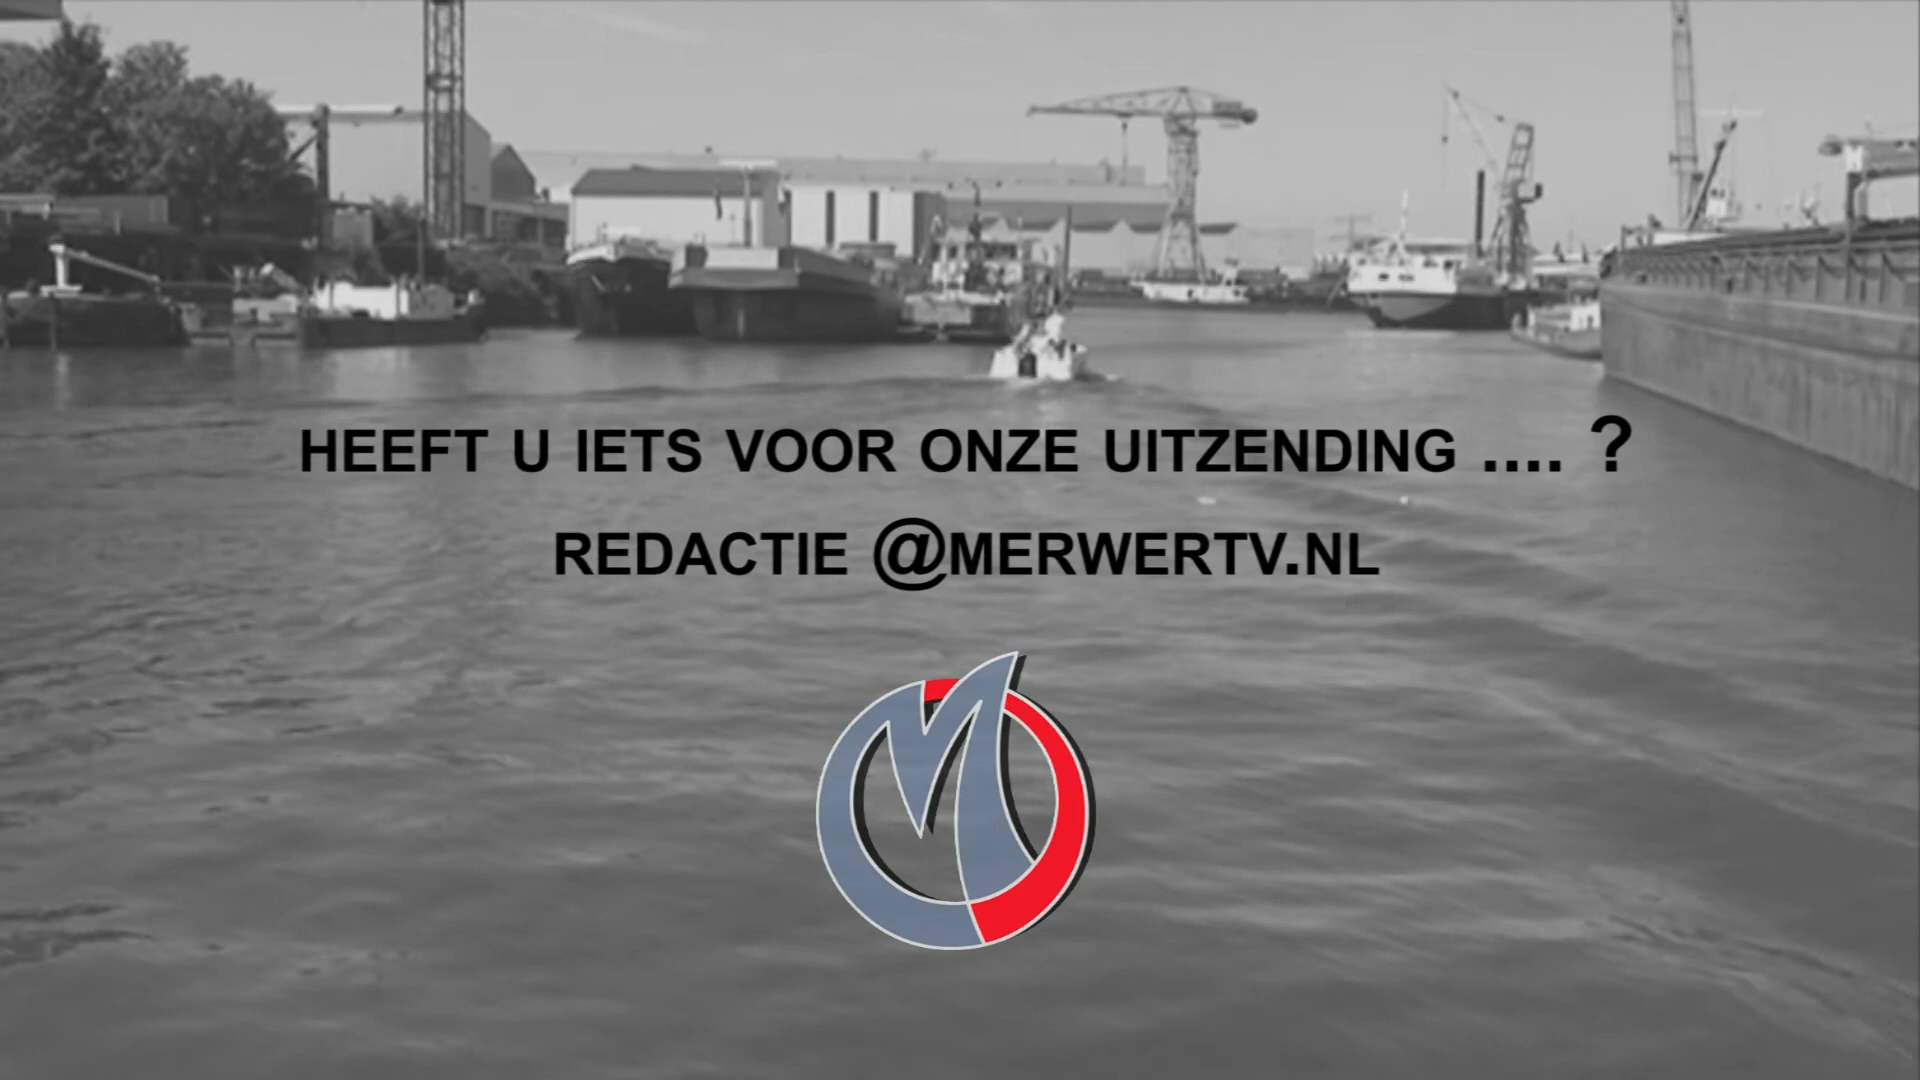 HEEFT U IETS VOOR ONZE UITZENDING .... ?
REDACTIE @MERWERTV.NL